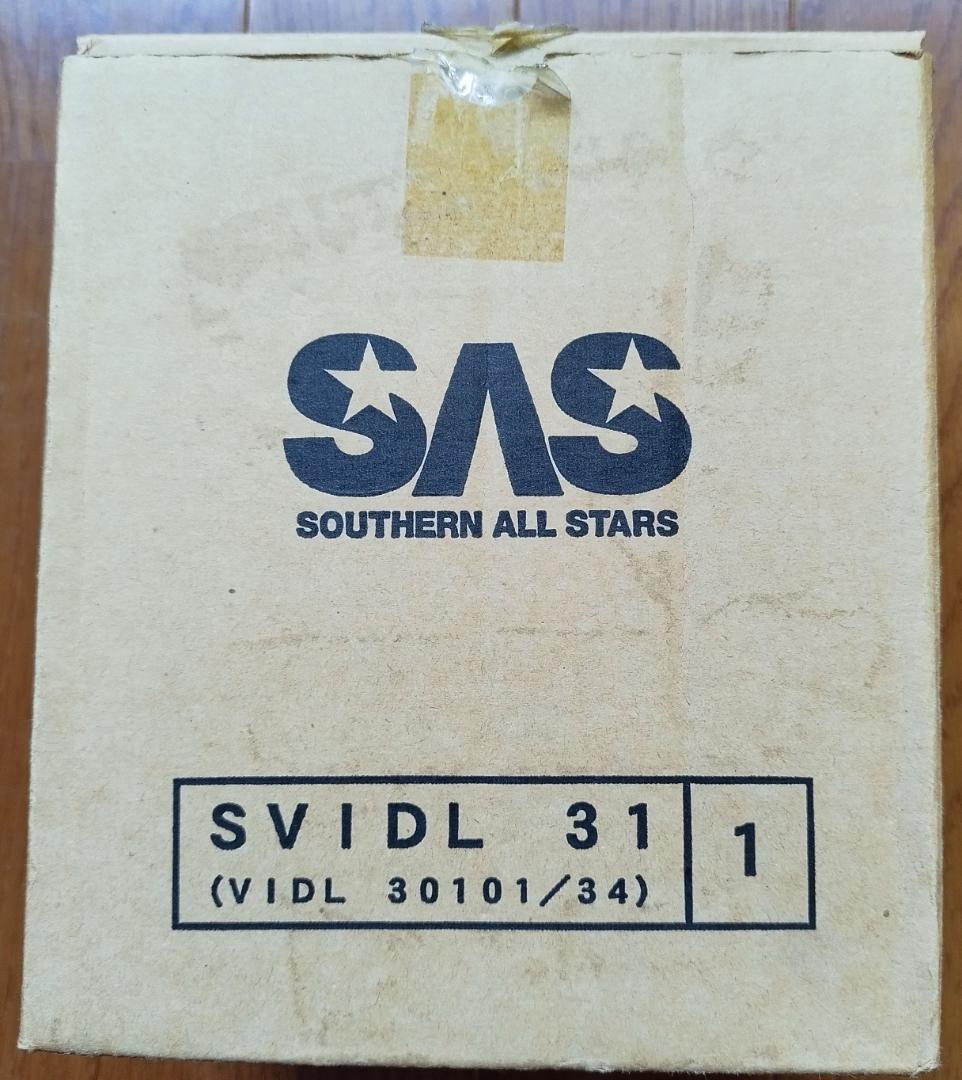 SAS
SOUTHERN ALL STARS
SVIDL 31
(VIDL 30101/34)
1